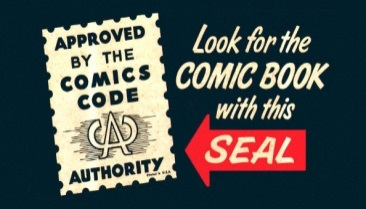 APPROVED
BY THE
COMICS
CODE
CA
AUTHORITY
Look for the
COMIC BOOK
with this
SEAL